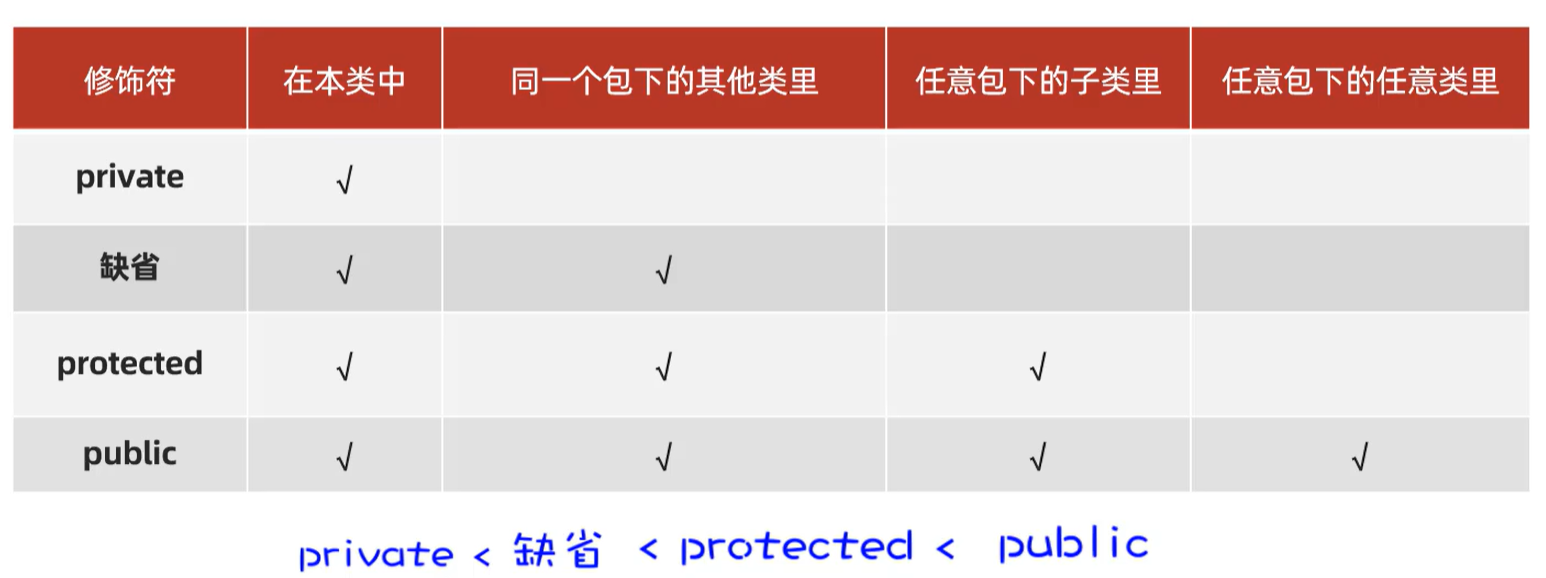 修饰符 在本类中 同一个包下的其他类里 任意包下的子类里 任意包下的任意类里
private √
缺省 √ √
protected √ √ √
public √ √ √ √
private < 缺省 < protected < public